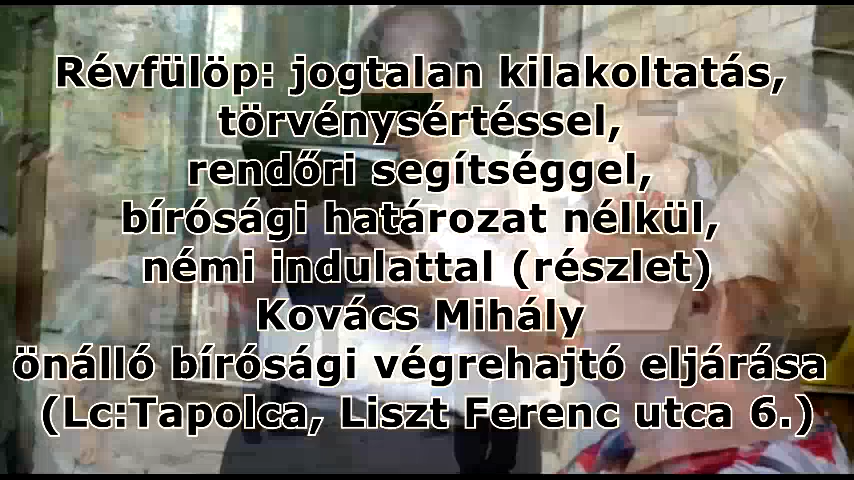 Révfülöp: jogtalan kilakoltatás,
törvénysértéssel,
rendőri segítséggel,
bírósági határozat nélkül,
némi indulattal (részlet)
Kovács Mihály
önálló bírósági végrehajtó eljárása
(Lc:Tapolca, Liszt Ferenc utca 6.)